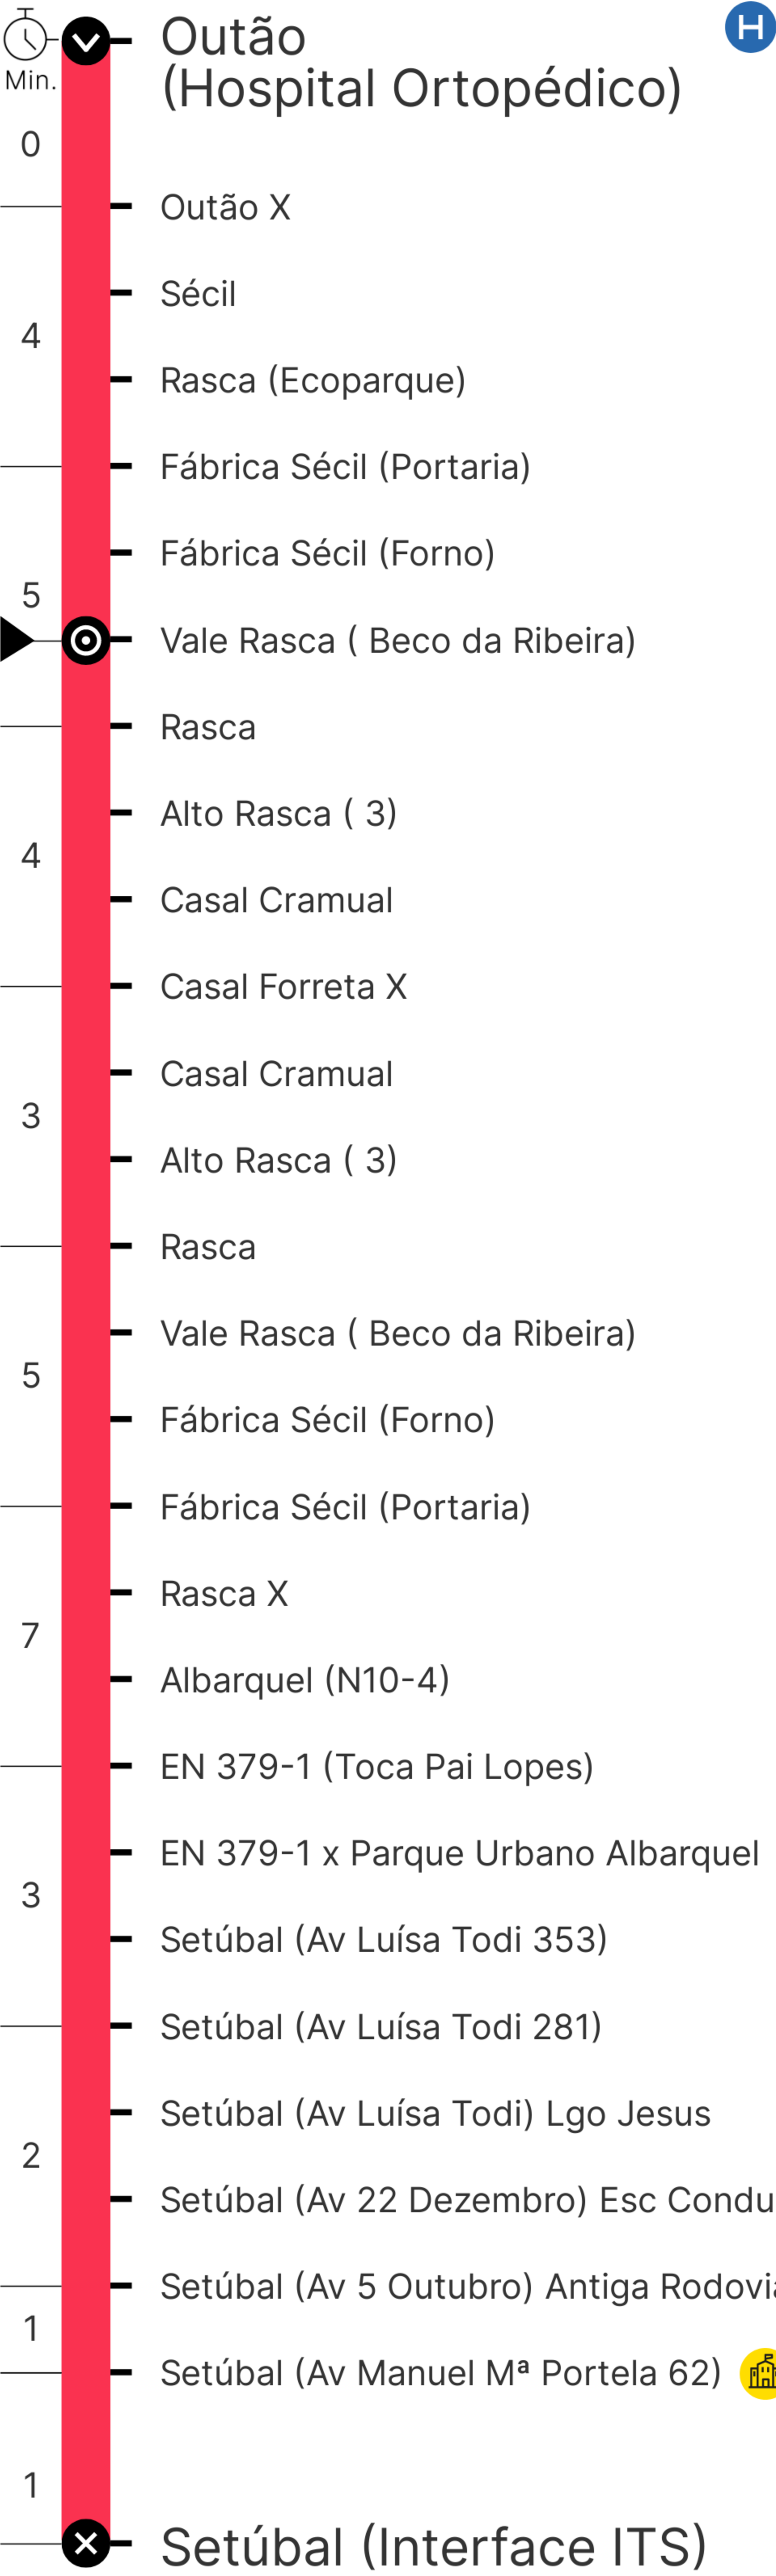 Min.
Outão
(Hospital Ortopédico)
H
0
Outão X
Sécil
4
Rasca (Ecoparque)
Fábrica Sécil (Portaria)
Fábrica Sécil (Forno)
5
Vale Rasca ( Beco da Ribeira)
Rasca
Alto Rasca ( 3)
4
Casal Cramual
Casal Forreta X
Casal Cramual
3
Alto Rasca ( 3)
Rasca
Vale Rasca ( Beco da Ribeira)
5
Fábrica Sécil (Forno)
Fábrica Sécil (Portaria)
Rasca X
7
Albarquel (N10-4)
EN 379-1 (Toca Pai Lopes)
EN 379-1 x Parque Urbano Albarquel
3
Setúbal (Av Luísa Todi 353)
Setúbal (Av Luísa Todi 281)
Setúbal (Av Luísa Todi) Lgo Jesus
2
Setúbal (Av 22 Dezembro) Esc Condu
Setúbal (Av 5 Outubro) Antiga Rodovi
1
Setúbal (Av Manuel Mª Portela 62)
1
Setúbal (Interface ITS)